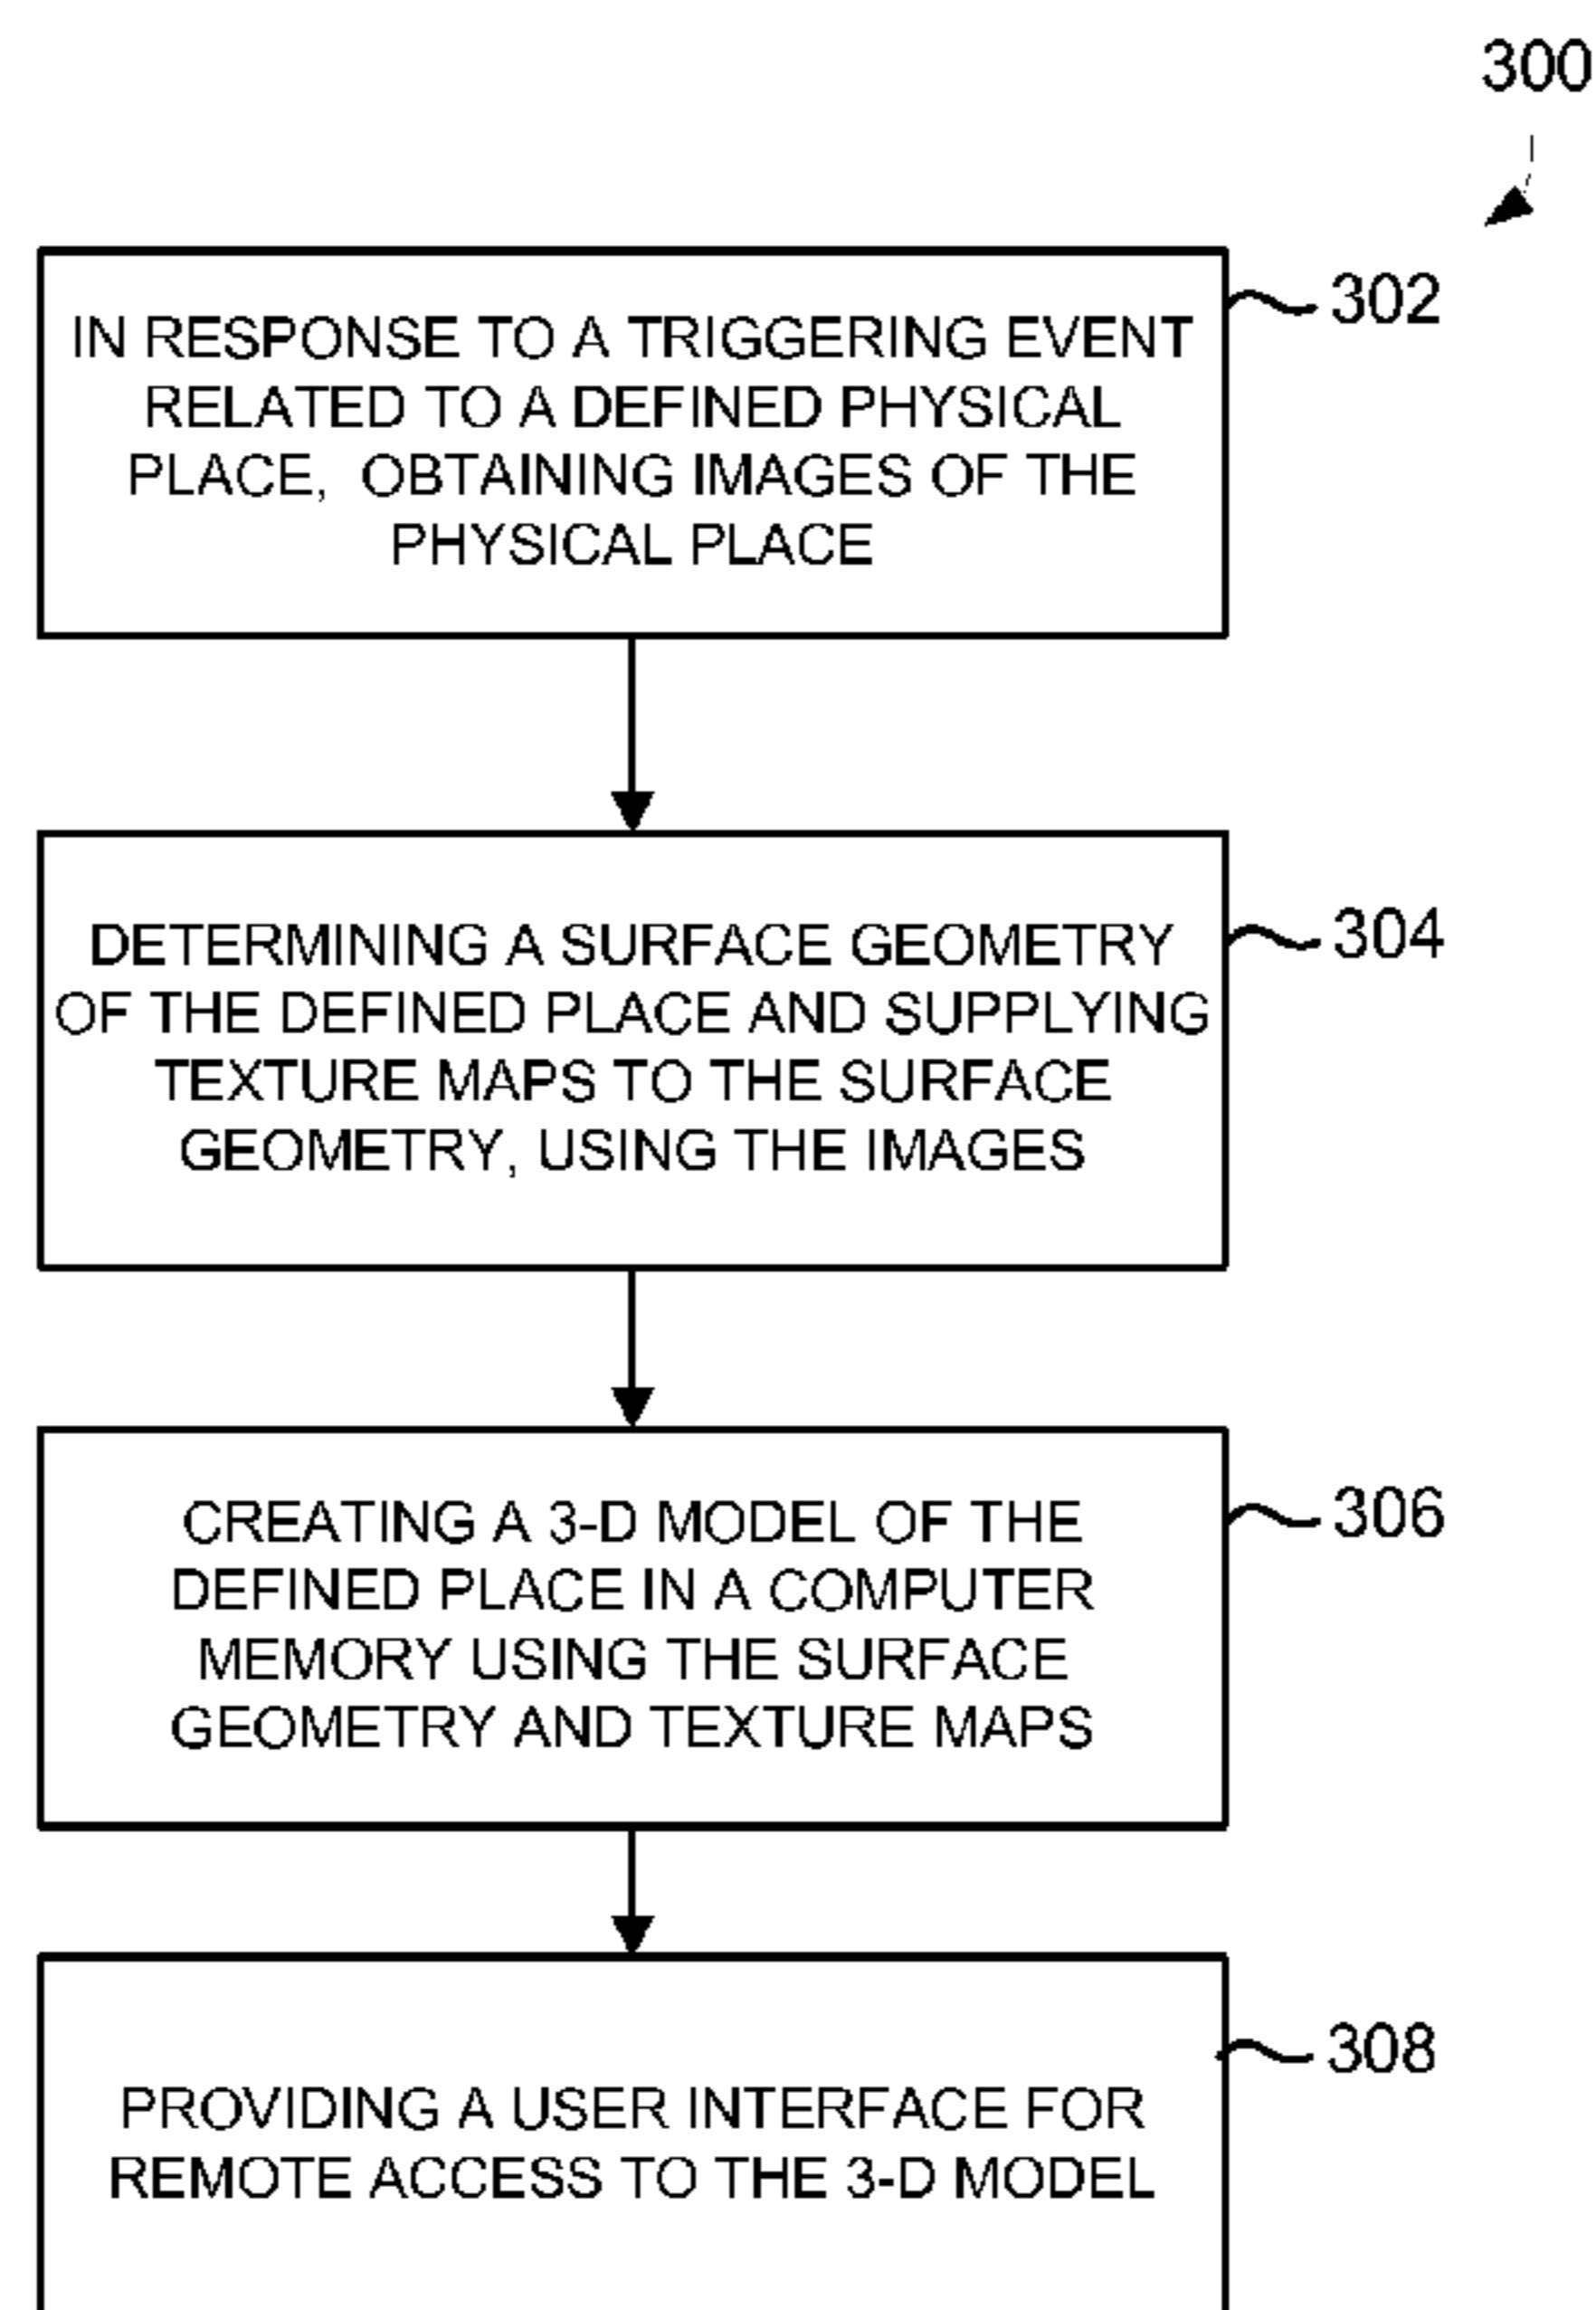 300
302
IN RESPONSE TO A TRIGGERING EVENT
RELATED TO A DEFINED PHYSICAL
PLACE, OBTAINING IMAGES OF THE
PHYSICAL PLACE
304
DETERMINING A SURFACE GEOMETRY
OF THE DEFINED PLACE AND SUPPLYING
TEXTURE MAPS TO THE SURFACE
GEOMETRY, USING THE IMAGES
306
CREATING A 3-D MODEL OF THE
DEFINED PLACE IN A COMPUTER
MEMORY USING THE SURFACE
GEOMETRY AND TEXTURE MAPS
308
PROVIDING A USER INTERFACE FOR
REMOTE ACCESS TO THE 3-D MODEL